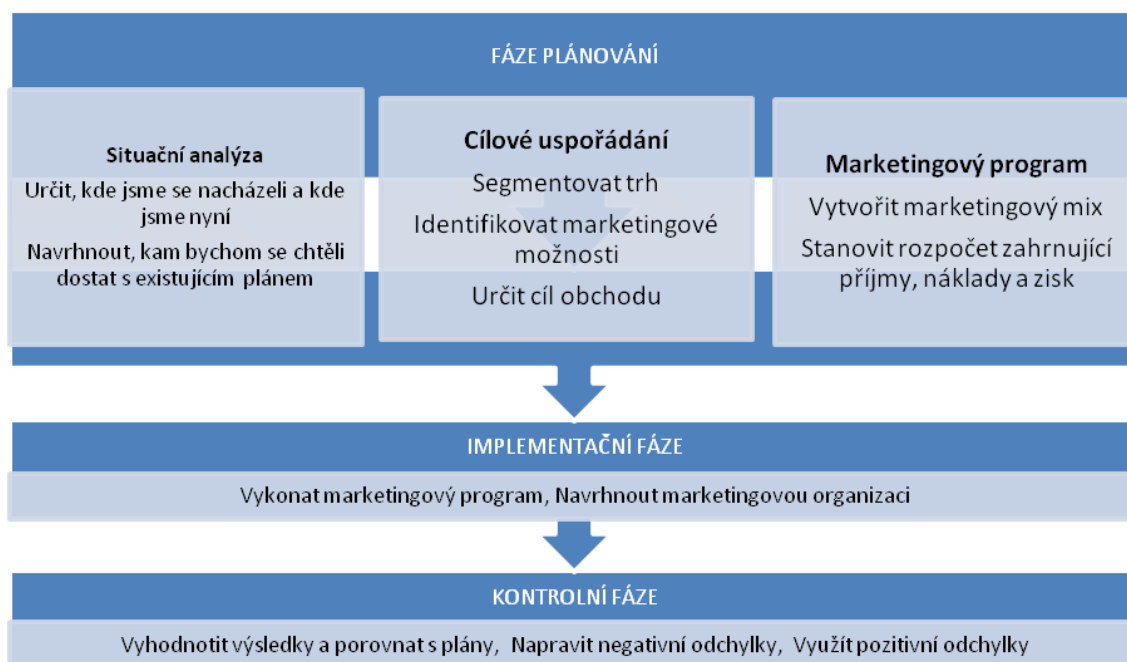 FÁZE PLÁNOVÁNÍ
Situační analýza
Určit, kde jsme se nacházeli a kde
jsme nyní
Navrhnout, kam bychom se chtěli
dostat s existujícím plánem
Cílové uspořádání
Segmentovat trh
Identifikovat marketingové
možnosti
Určit cíl obchodu
Marketingový program
Vytvořit marketingový mix
Stanovit rozpočet zahrnující
příjmy, náklady a zisk
IMPLEMENTAČNÍ FÁZE
Vykonat marketingový program, Navrhnout marketingovou organizaci
KONTROLNÍ FÁZE
Vyhodnotit výsledky a porovnat s plány, Napravit negativní odchylky, Využít pozitivní odchylky